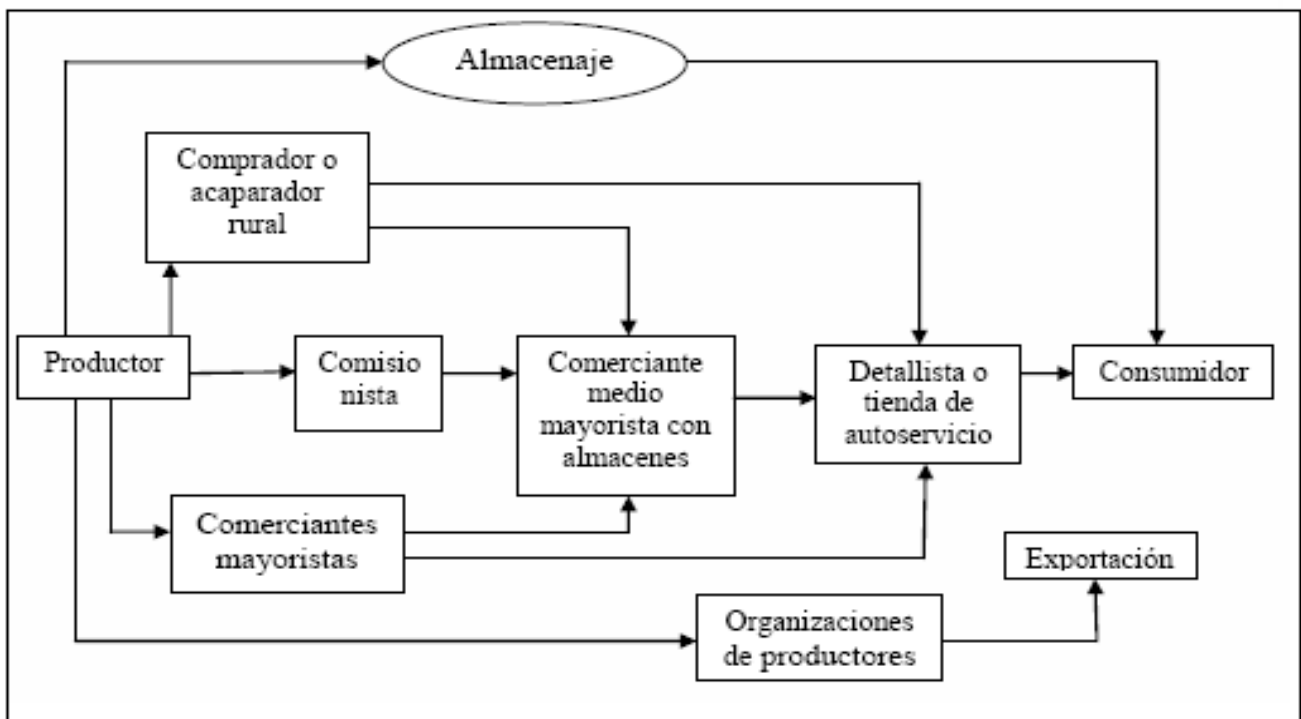 Almacenaje
Comprador o
acaparador
rural
Productor
Comisio
nista
Comerciante
medio
mayorista con
almacenes
Detallista o
tienda de
autoservicio
Consumidor
Comerciantes
mayoristas
Exportación
Organizaciones
de productores